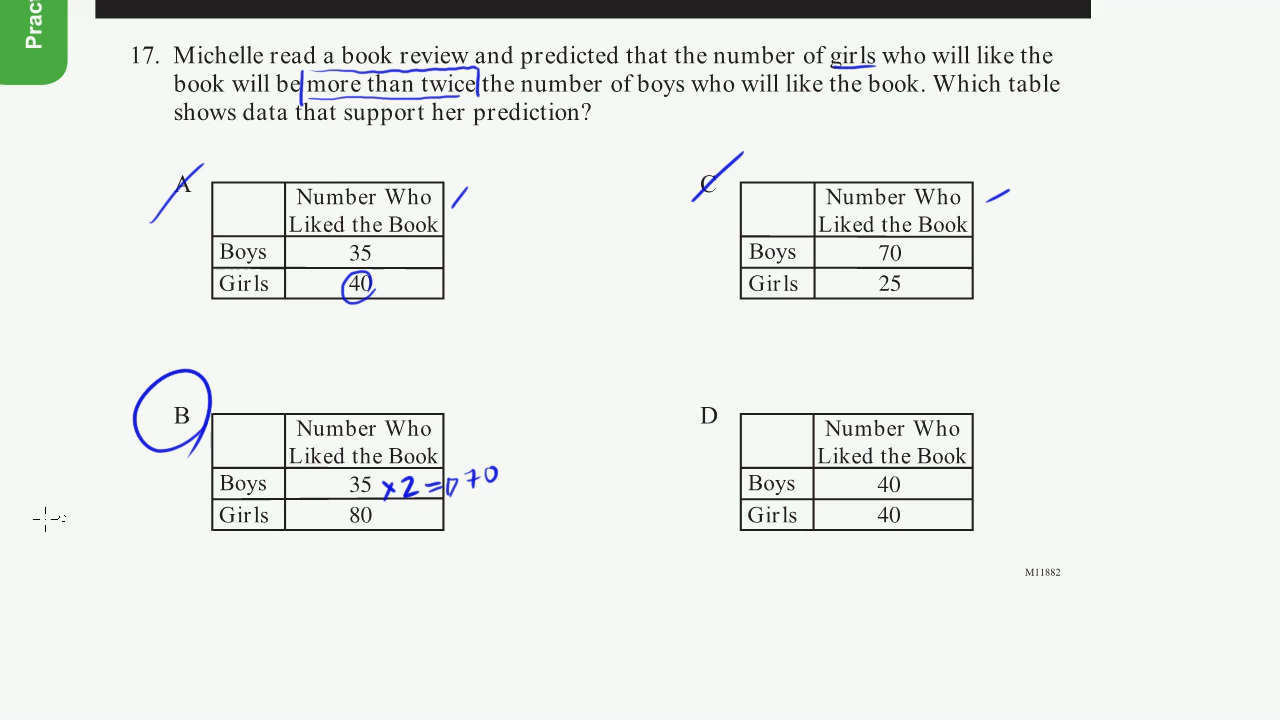 Prac
17. Michelle read a book review and predicted that the number of girls who will like the
book will be more than twice the number of boys who will like the book. Which table
shows data that support her prediction?
A
Number Who
Liked the Book
Boys 35
Girls 40
C
Number Who
Liked the Book
Boys 70
Girls 25
B
Number Who
Liked the Book
Boys 35 ×2= 70
Girls 80
D
Number Who
Liked the Book
Boys 40
Girls 40
M11882